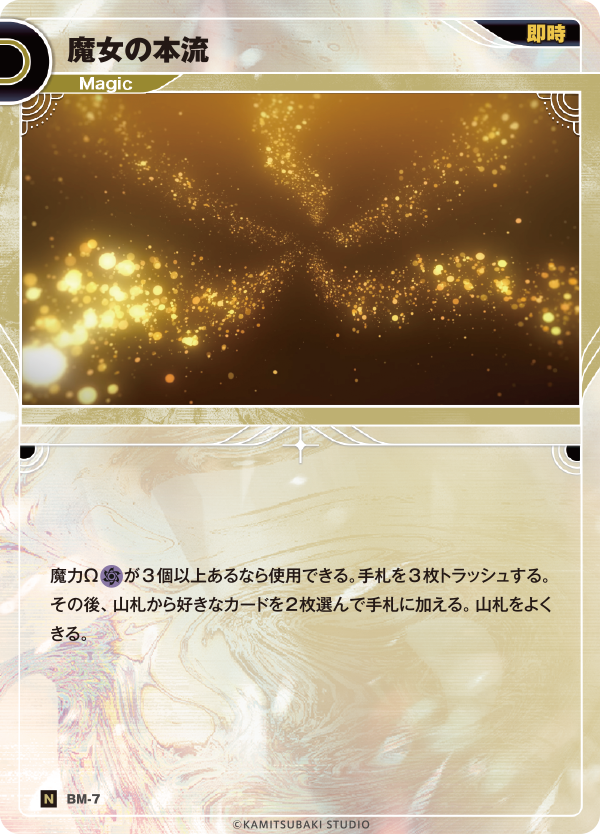 魔女の本流
即時
Magic
魔力Ωが３個以上あるなら使用できる。手札を３枚トラッシュする。
その後、山札から好きなカードを２枚選んで手札に加える。山札をよく
きる。
N BM-7
©KAMITSUBAKI STUDIO